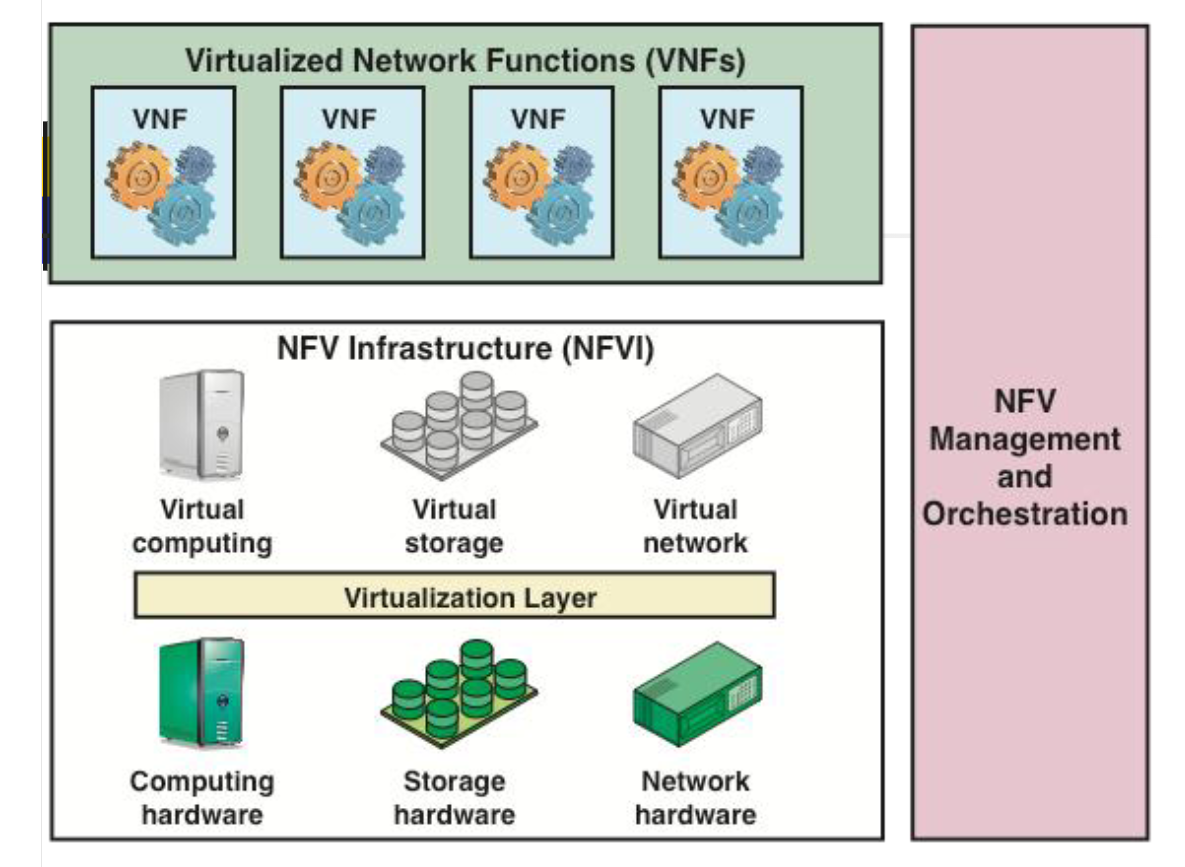 Virtualized Network Functions (VNFs)
VNF
VNF
VNF
VNF
NFV Infrastructure (NFVI)
Virtual
computing
Virtual
storage
Virtual
network
Virtualization Layer
Computing
hardware
Storage
hardware
Network
hardware
NFV
Management
and
Orchestration